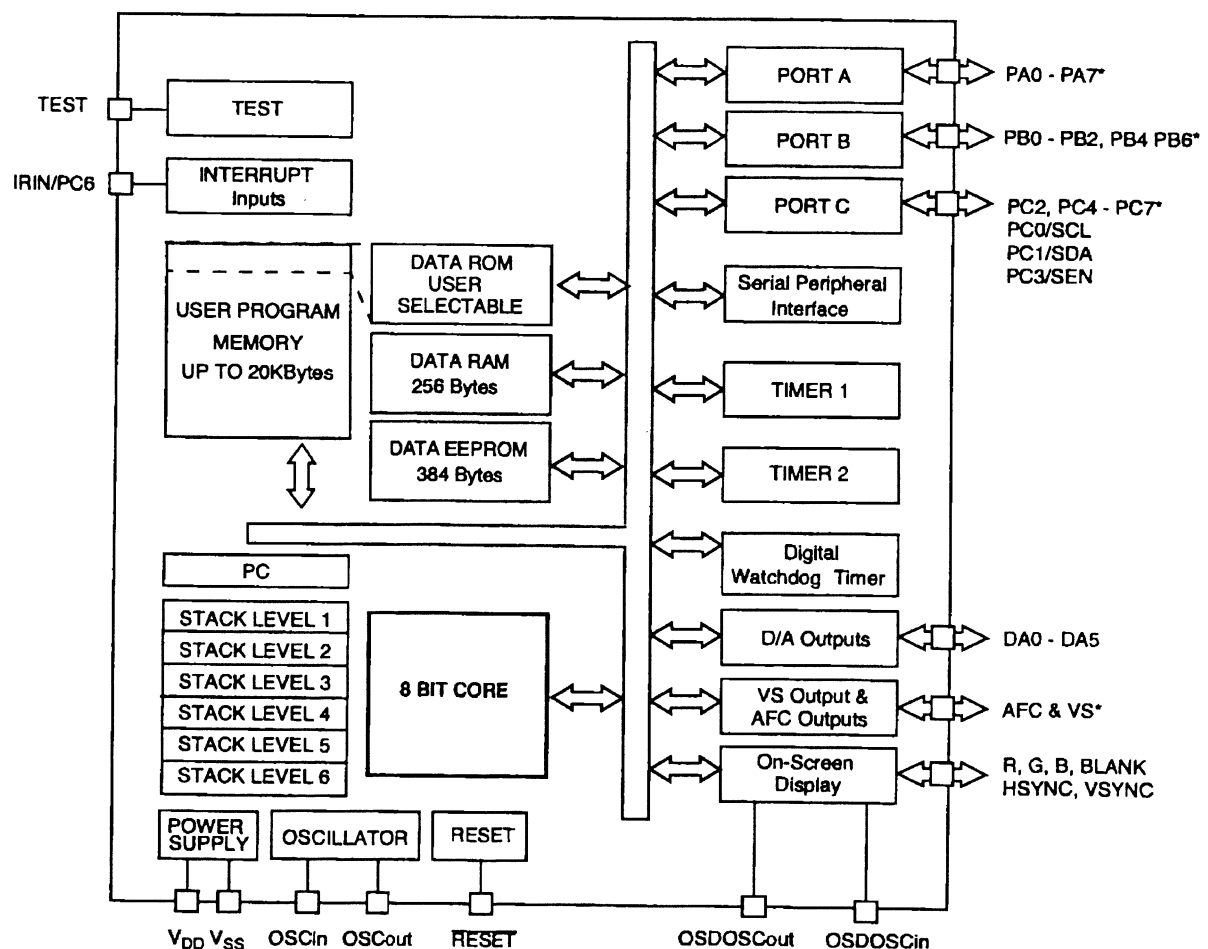 TEST
TEST
IRIN/PC6
INTERRUPT
Inputs
USER PROGRAM
MEMORY
UP TO 20KBytes
DATA ROM
USER
SELECTABLE
DATA RAM
256 Bytes
DATA EEPROM
384 Bytes
PC
STACK LEVEL 1
STACK LEVEL 2
STACK LEVEL 3
STACK LEVEL 4
STACK LEVEL 5
STACK LEVEL 6
8 BIT CORE
POWER
SUPPLY
OSCILLATOR
RESET
VDD VSS OSCin OSCout RESET
PORT A
PA0 - PA7*
PORT B
PB0 - PB2, PB4 PB6*
PORT C
PC2, PC4 - PC7*
PC0/SCL
PC1/SDA
PC3/SEN
Serial Peripheral
Interface
TIMER 1
TIMER 2
Digital
Watchdog Timer
D/A Outputs
DA0 - DA5
VS Output &
AFC Outputs
AFC & VS*
On-Screen
Display
R, G, B, BLANK
HSYNC, VSYNC
OSDOSCout OSDOSCin